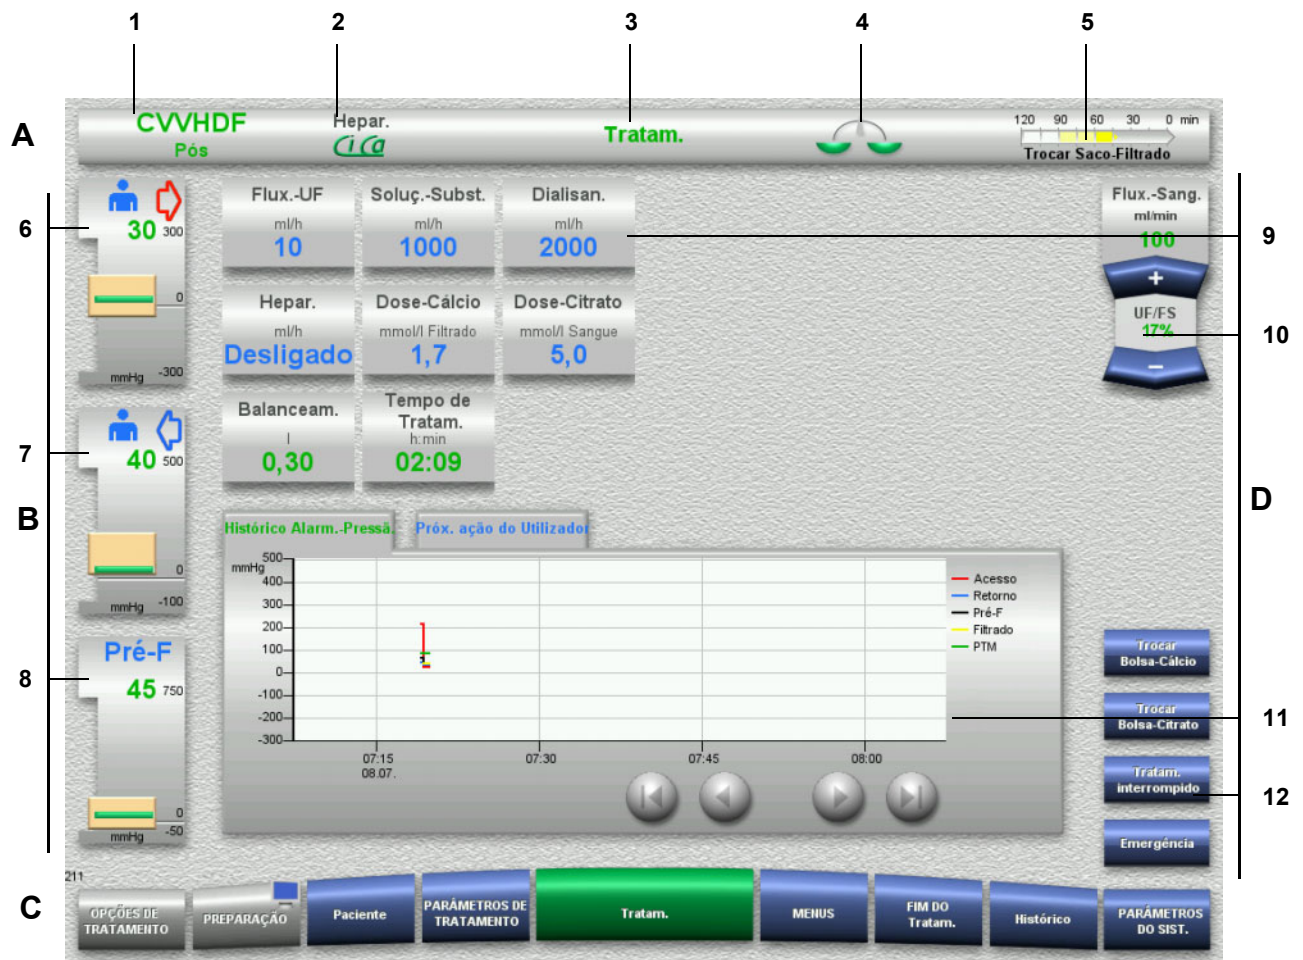 1 2 3 4 5
A
CVVHDF
Pós
Hepar.
Ci Ca
Tratam.
120 90 60 30 0 min
Trocar Saco-Filtrado
6
30 300
0
-300
mmHg
7
40 500
0
-100
mmHg
B
8
Pré-F
45 750
0
-50
mmHg
Flux.-UF
ml/h
10
Soluç.-Subst.
ml/h
1000
Dialisan.
ml/h
2000
Hepar.
ml/h
Desligado
Dose-Cálcio
mmol/l Filtrado
1,7
Dose-Citrato
mmol/l Sangue
5,0
Balanceam.
l
0,30
Tempo de
Tratam.
h:min
02:09
Histórico Alarm.-Pressã.
Próx. ação do Utilizador
mmHg
500
400
300
200
100
0
-100
-200
-300
07:15
08.07.
07:30
07:45
08:00
Acesso
Retorno
Pré-F
Filtrado
PTM
Flux.-Sang.
ml/min
100
+
UF/FS
17%
−
9
10
D
11
12
Trocar
Bolsa-Cálcio
Trocar
Bolsa-Citrato
Tratam.
interrompido
Emergência
211
C
OPÇÕES DE
TRATAMENTO
PREPARAÇÃO
Paciente
PARÂMETROS DE
TRATAMENTO
Tratam.
MENUS
FIM DO
Tratam.
Histórico
PARÂMETROS
DO SIST.